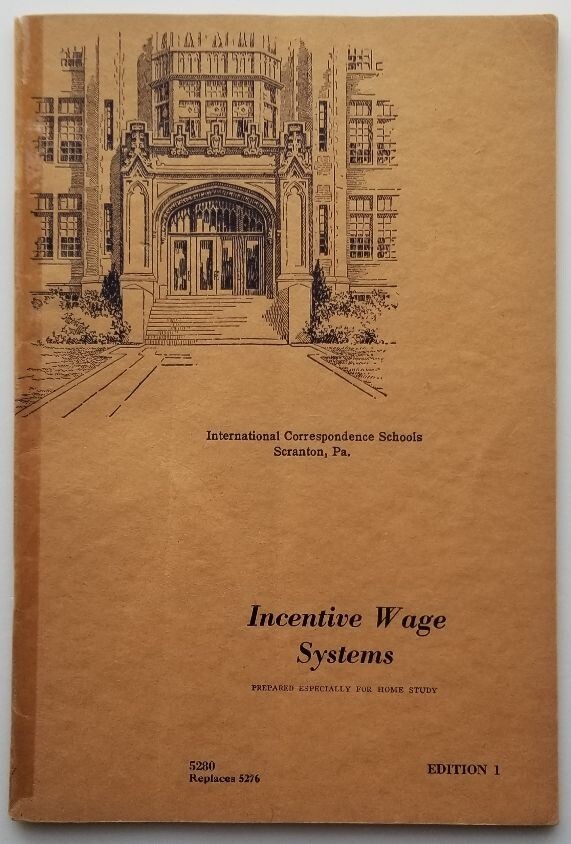 International Correspondence Schools
Scranton, Pa.
Incentive Wage
Systems
PREPARED ESPECIALLY FOR HOME STUDY
5280
Replaces 5276
EDITION 1